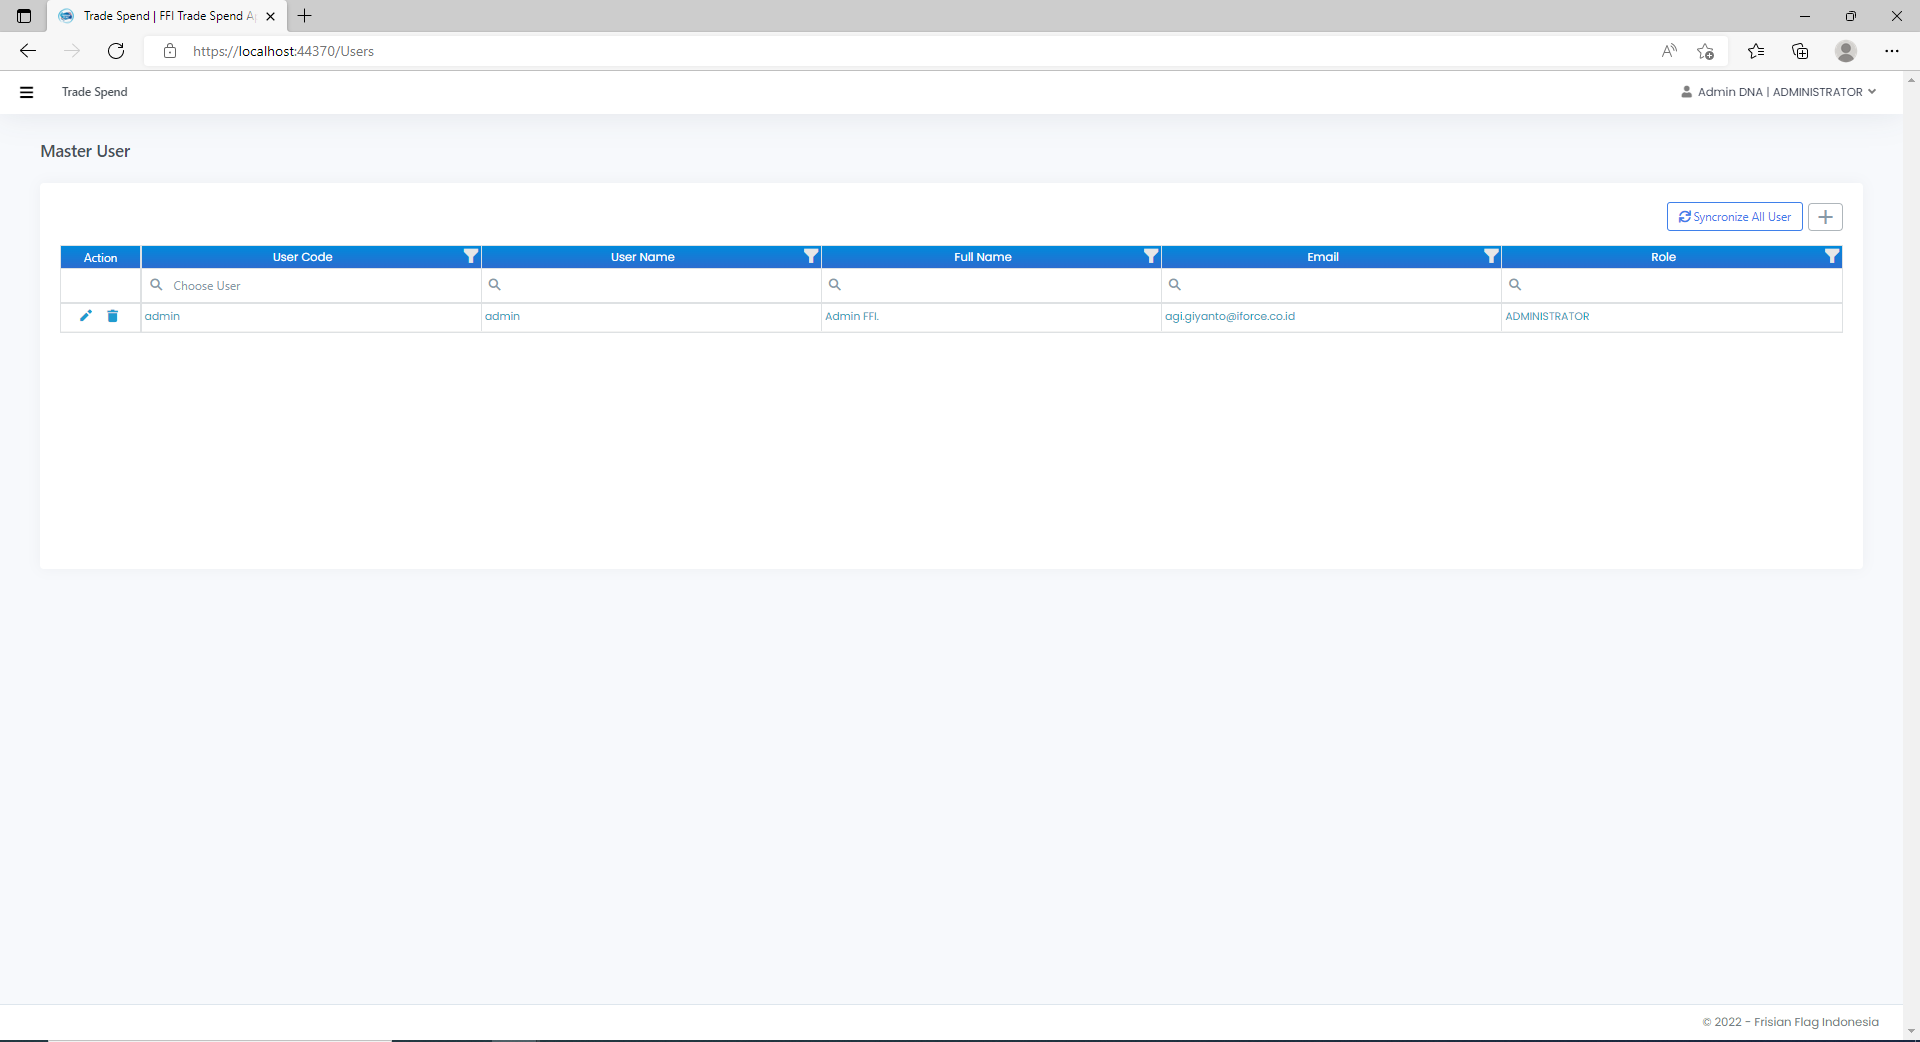 Trade Spend | FFI Trade Spend A
https://localhost:44370/Users
Trade Spend
Admin DNA | ADMINISTRATOR
Master User
Syncronize All User
Action User Code User Name Full Name Email Role
Choose User
admin admin Admin FFI. agi.giyanto@iforce.co.id ADMINISTRATOR
© 2022 - Frisian Flag Indonesia